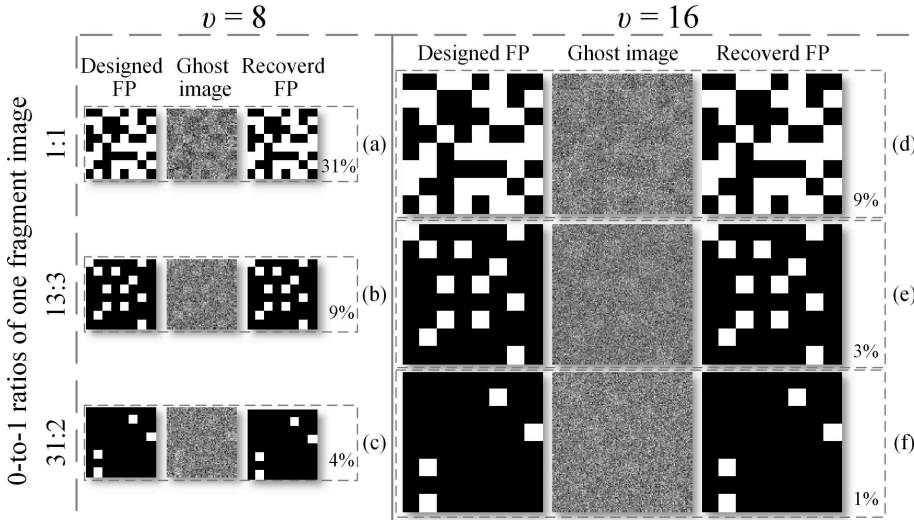 υ = 8
υ = 16
0-to-1 ratios of one fragment image
Designed FP
Ghost image
Recoverd FP
Designed FP
Ghost image
Recovered FP
1:1
31%
(a)
9%
(d)
13:3
9%
(b)
3%
(e)
31:2
4%
(c)
1%
(f)